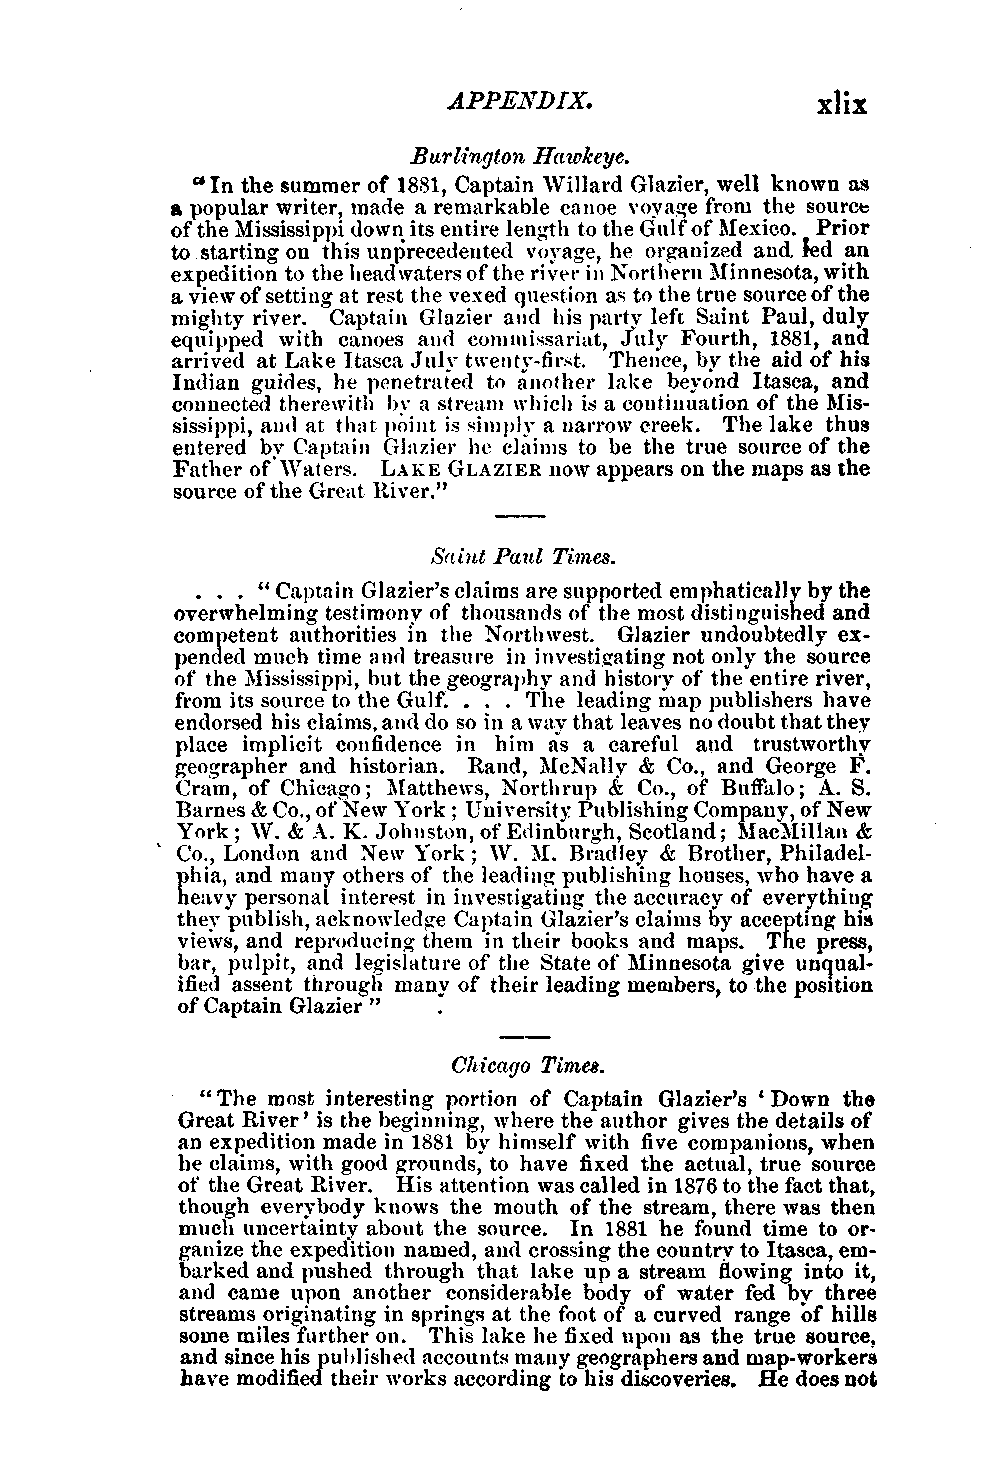 APPENDIX. xlix
Burlington Hawkeye.
"In the summer of 1881, Captain Willard Glazier, well known as
a popular writer, made a remarkable canoe voyage from the source
of the Mississippi down its entire length to the Gulf of Mexico. Prior
to starting on this unprecedented voyage, he organized and led an
expedition to the headwaters of the river in Northern Minnesota, with
a view of setting at rest the vexed question as to the true source of the
mighty river. Captain Glazier and his party left Saint Paul, duly
equipped with canoes and commissariat, July Fourth, 1881, and
arrived at Lake Itasca July twenty-first. Thence, by the aid of his
Indian guides, he penetrated to another lake beyond Itasca, and
connected therewith by a stream which is a continuation of the Mis-
sissippi, and at that point is simply a narrow creek. The lake thus
entered by Captain Glazier he claims to be the true source of the
Father of Waters. LAKE GLAZIER now appears on the maps as the
source of the Great River."
Saint Paul Times.
. . . "Captain Glazier's claims are supported emphatically by the
overwhelming testimony of thousands of the most distinguished and
competent authorities in the Northwest. Glazier undoubtedly ex-
pended much time and treasure in investigating not only the source
of the Mississippi, but the geography and history of the entire river,
from its source to the Gulf. . . . The leading map publishers have
endorsed his claims, and do so in a way that leaves no doubt that they
place implicit confidence in him as a careful and trustworthy
geographer and historian. Rand, McNally & Co., and George F.
Cram, of Chicago; Matthews, Northrup & Co., of Buffalo; A. S.
Barnes & Co., of New York; University Publishing Company, of New
York; W. & A. K. Johnston, of Edinburgh, Scotland; MacMillan &
Co., London and New York; W. M. Bradley & Brother, Philadel-
phia, and many others of the leading publishing houses, who have a
heavy personal interest in investigating the accuracy of everything
they publish, acknowledge Captain Glazier's claims by accepting his
views, and reproducing them in their books and maps. The press,
bar, pulpit, and legislature of the State of Minnesota give unqual-
ified assent through many of their leading members, to the position
of Captain Glazier"
Chicago Times.
"The most interesting portion of Captain Glazier's 'Down the
Great River' is the beginning, where the author gives the details of
an expedition made in 1881 by himself with five companions, when
he claims, with good grounds, to have fixed the actual, true source
of the Great River. His attention was called in 1876 to the fact that,
though everybody knows the mouth of the stream, there was then
much uncertainty about the source. In 1881 he found time to or-
ganize the expedition named, and crossing the country to Itasca, em-
barked and pushed through that lake up a stream flowing into it,
and came upon another considerable body of water fed by three
streams originating in springs at the foot of a curved range of hills
some miles further on. This lake he fixed upon as the true source,
and since his published accounts many geographers and map-workers
have modified their works according to his discoveries. He does not